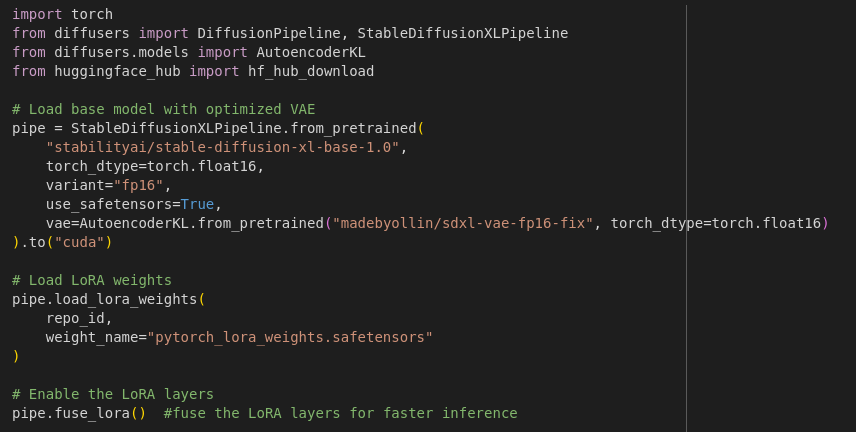 import torch
from diffusers import DiffusionPipeline, StableDiffusionXLPipeline
from diffusers.models import AutoencoderKL
from huggingface_hub import hf_hub_download

# Load base model with optimized VAE
pipe = StableDiffusionXLPipeline.from_pretrained(
    "stabilityai/stable-diffusion-xl-base-1.0",
    torch_dtype=torch.float16,
    variant="fp16",
    use_safetensors=True,
    vae=AutoencoderKL.from_pretrained("madebyollin/sdxl-vae-fp16-fix", torch_dtype=torch.float16)
).to("cuda")

# Load LoRA weights
pipe.load_lora_weights(
    repo_id,
    weight_name="pytorch_lora_weights.safetensors"
)

# Enable the LoRA layers
pipe.fuse_lora()  #fuse the LoRA layers for faster inference